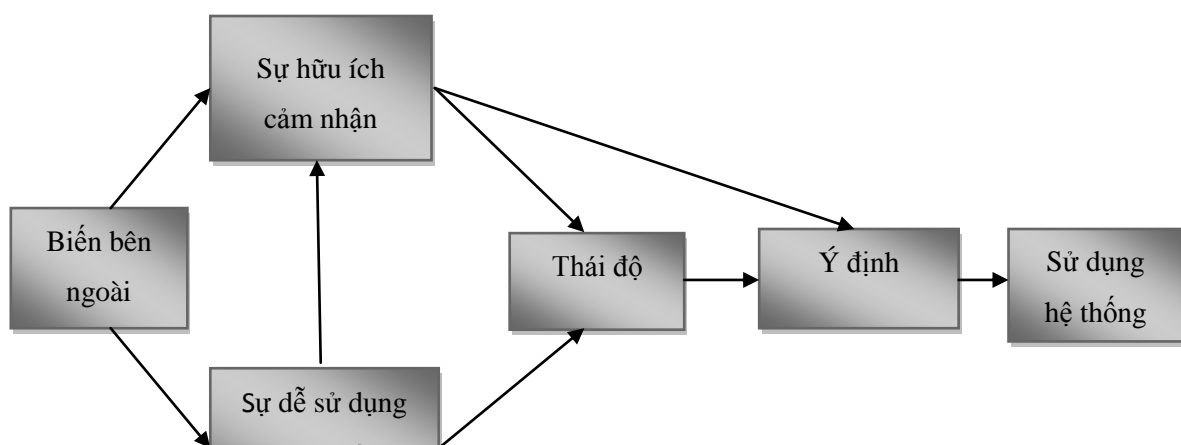 Sự hữu ích
cảm nhận
Biến bên
ngoài
Thái độ
Ý định
Sử dụng
hệ thống
Sự dễ sử dụng